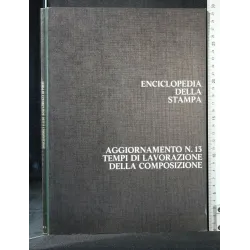 ENCICLOPEDIA
DELLA
STAMPA
AGGIORNAMENTO N. 13
TEMPI DI LAVORAZIONE
DELLA COMPOSIZIONE